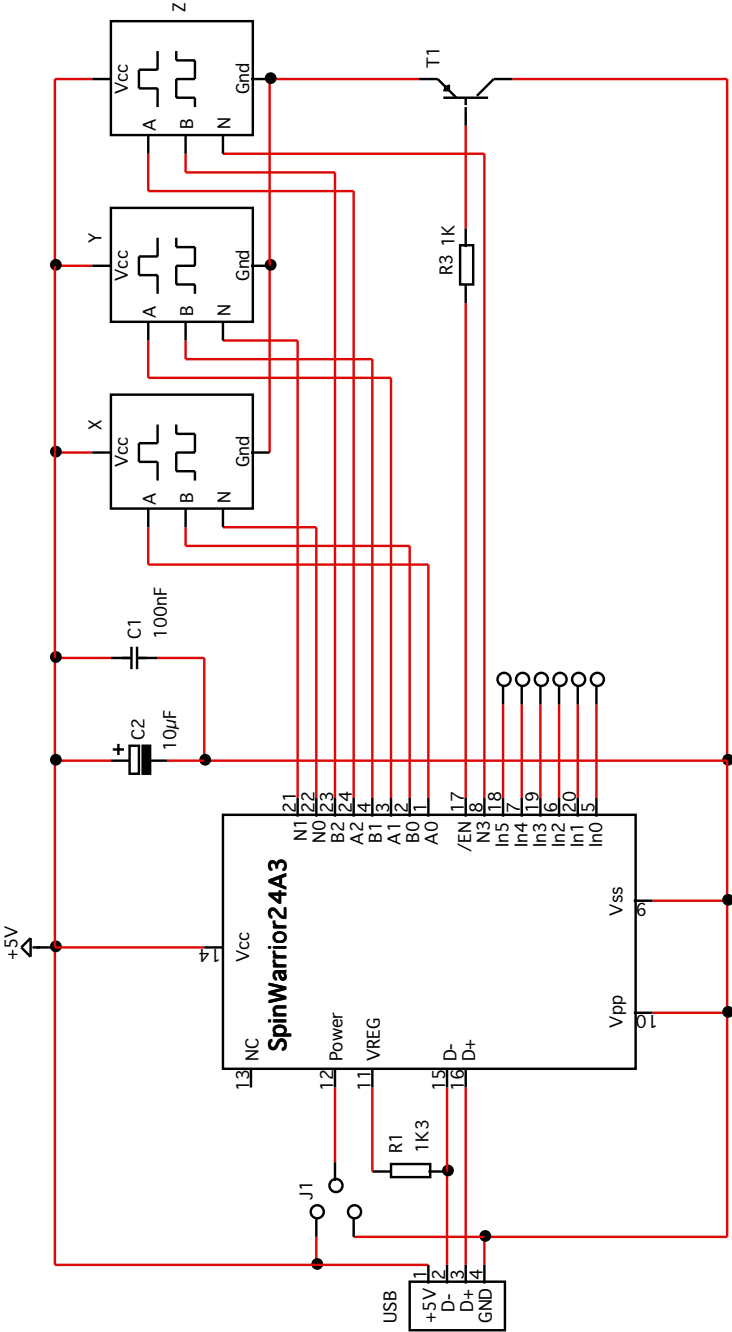 +5V
USB
+5V 1
D- 2
D+ 3
GND 4
J1
R1
1K3
C2
+
10µF
C1
100nF
SpinWarrior24A3
14
Vcc
13 NC
12 Power
11 VREG
15 D-
16 D+
10
Vpp
9
Vss
N1 21
N0 22
B2 23
A2 24
B1 4
A1 3
B0 2
A0 1
/EN 17
N3 8
In5 18
In4 7
In3 19
In2 6
In1 20
In0 5
X
Vcc
A
B
N
Gnd
Y
Vcc
A
B
N
Gnd
Z
Vcc
A
B
N
Gnd
R3 1K
T1